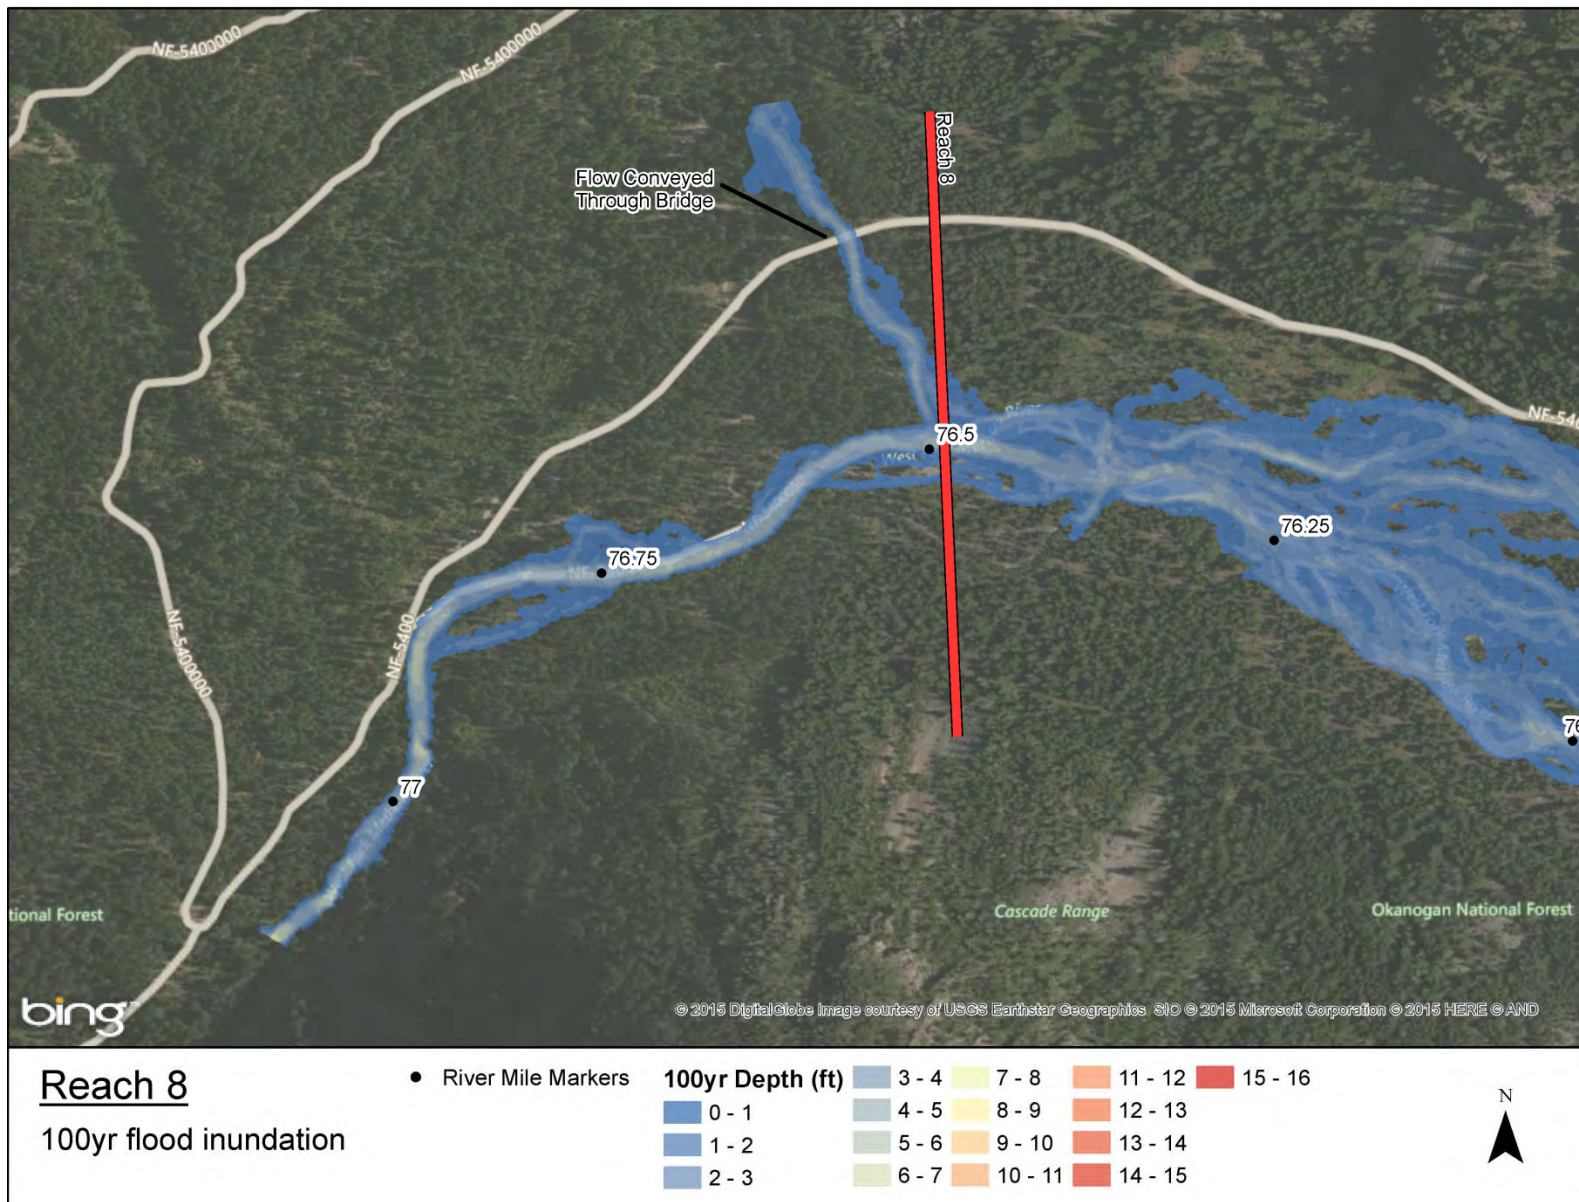 NF-5400000
NF-5400000
Reach 8
Flow Conveyed
Through Bridge
NF-540
76.5
West
River
76.25
76.75
NF-5400000
NF-5400
77
76
tional Forest
Cascade Range
Okanogan National Forest
bing
© 2015 DigitalGlobe Image courtesy of USGS Earthstar Geographics SIO © 2015 Microsoft Corporation © 2015 HERE © AND
Reach 8
100yr flood inundation
River Mile Markers
100yr Depth (ft)
0 - 1
1 - 2
2 - 3
3 - 4
4 - 5
5 - 6
6 - 7
7 - 8
8 - 9
9 - 10
10 - 11
11 - 12
12 - 13
13 - 14
14 - 15
15 - 16
N